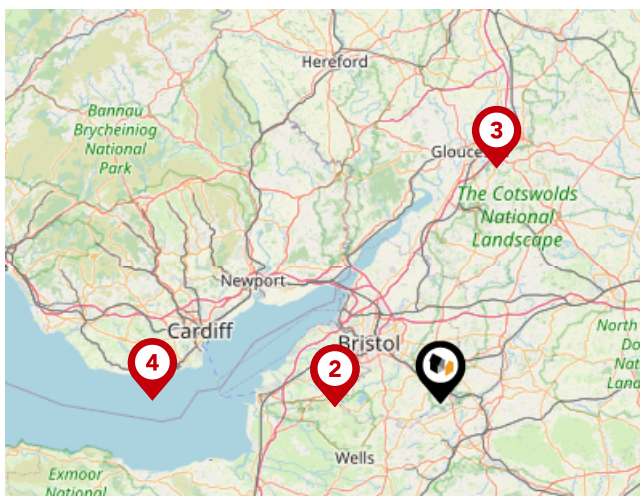 Hereford
Bannau
Brycheiniog
National
Park
3
The Cotswolds
National
Landscape
Newport
Cardiff
Bristol
North
4
2
Wells
Exmoor
National